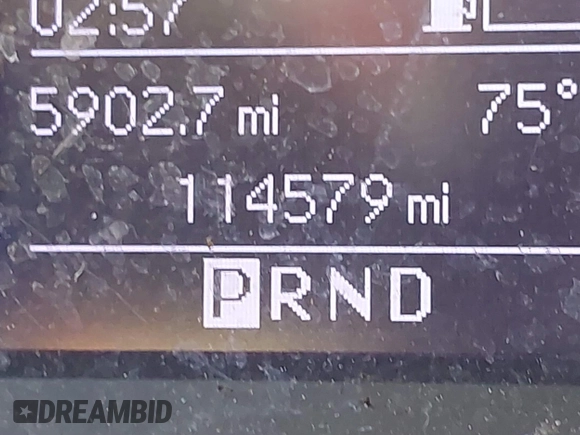 02:57
5902.7 mi 75°
114579 mi
PRND
DREAMBID